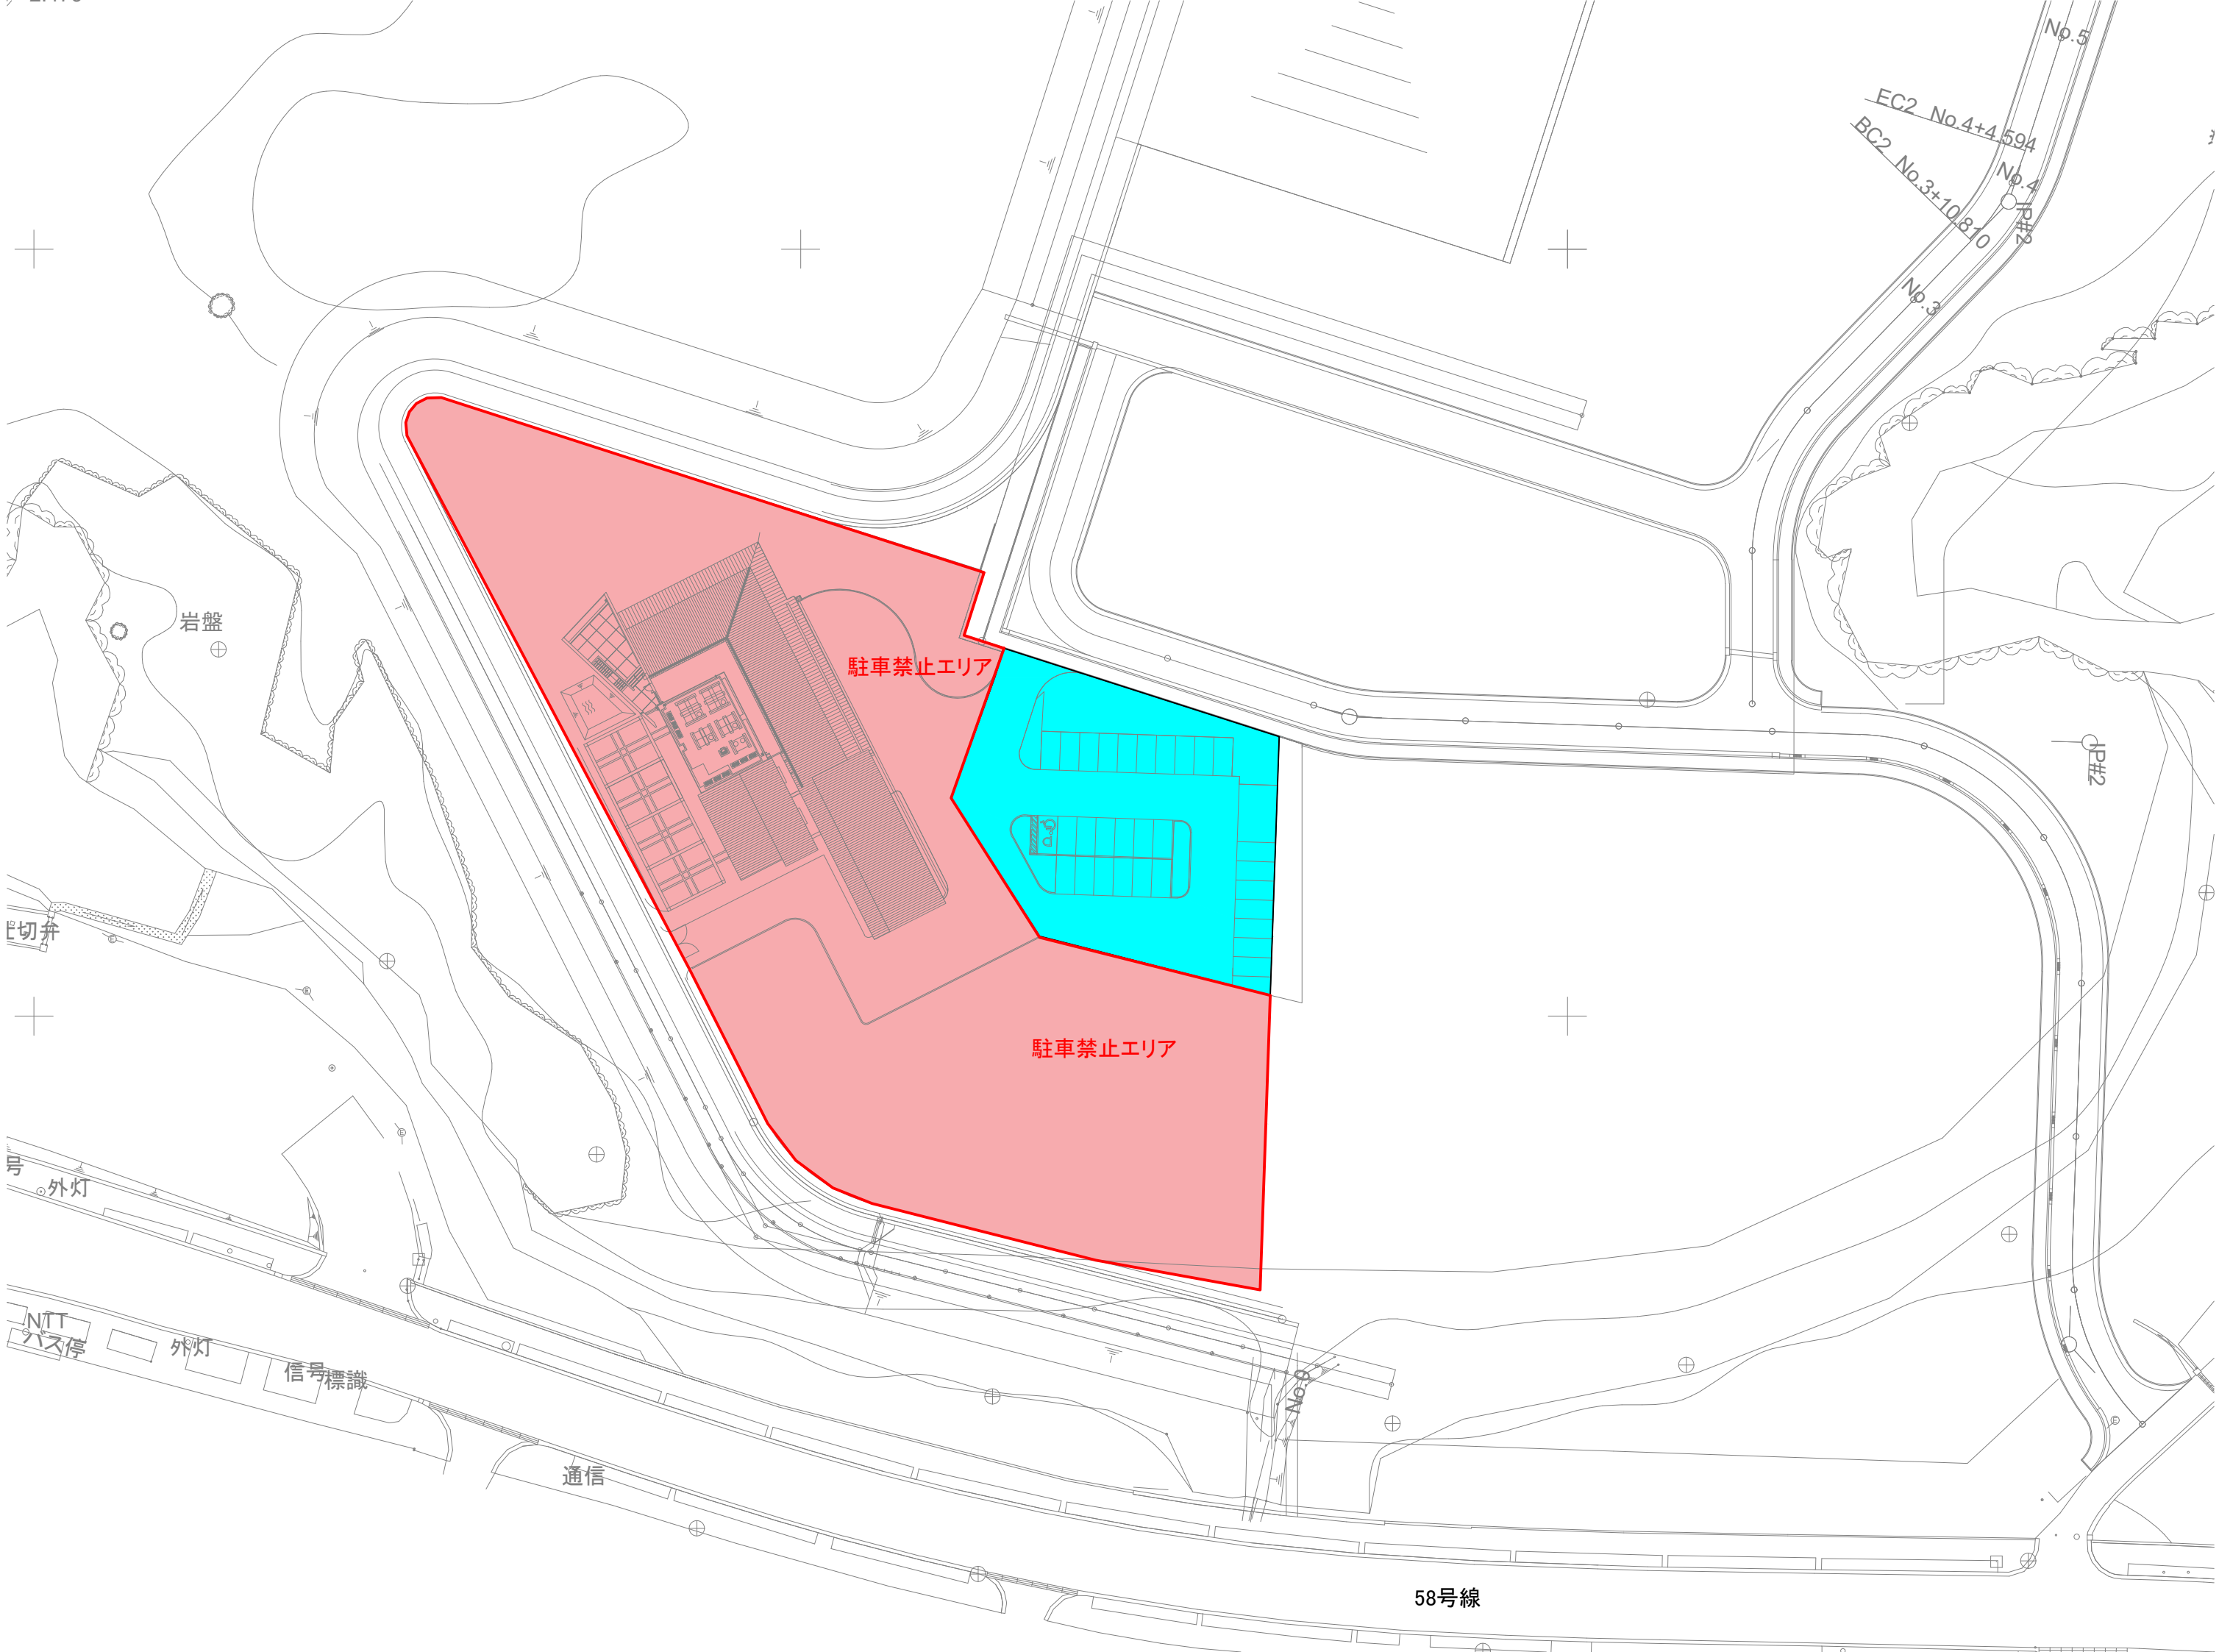 No.5
EC2 No.4+4.594
BC2 No.3+10.870
No.4
IP#2
No.3
岩盤
駐車禁止エリア
IP#2
仕切弁
駐車禁止エリア
号
外灯
NTT
バス停
外灯
信号
標識
No.0
通信
58号線